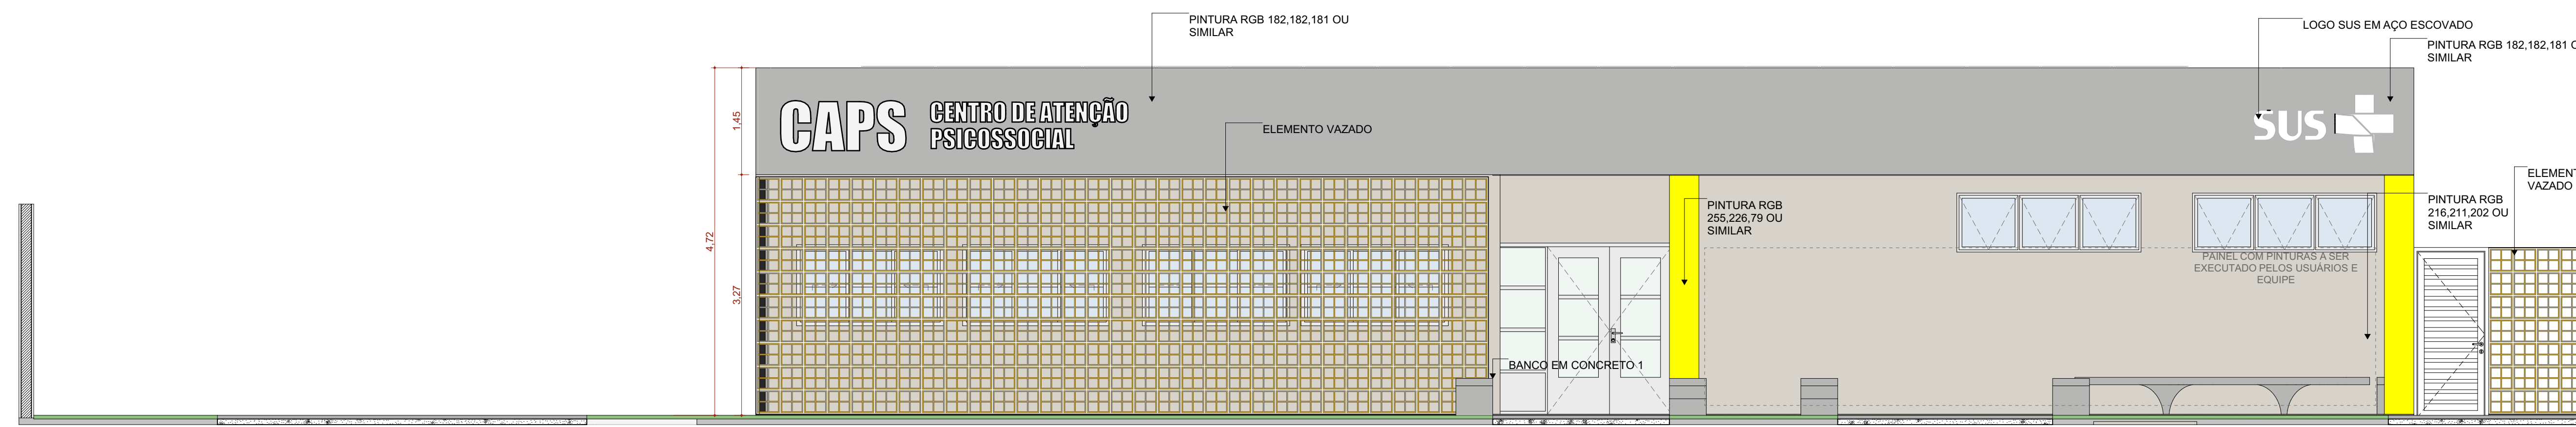 PINTURA RGB 182,182,181 OU
SIMILAR
LOGO SUS EM AÇO ESCOVADO
PINTURA RGB 182,182,181 O
SIMILAR
CAPS
CENTRO DE ATENÇÃO
PSICOSSOCIAL
ELEMENTO VAZADO
SUS
1,45
4,72
3,27
PINTURA RGB
255,226,79 OU
SIMILAR
ELEMENT
VAZADO
PINTURA RGB
216,211,202 OU
SIMILAR
PAINEL COM PINTURAS A SER
EXECUTADO PELOS USUÁRIOS E
EQUIPE
BANCO EM CONCRETO 1